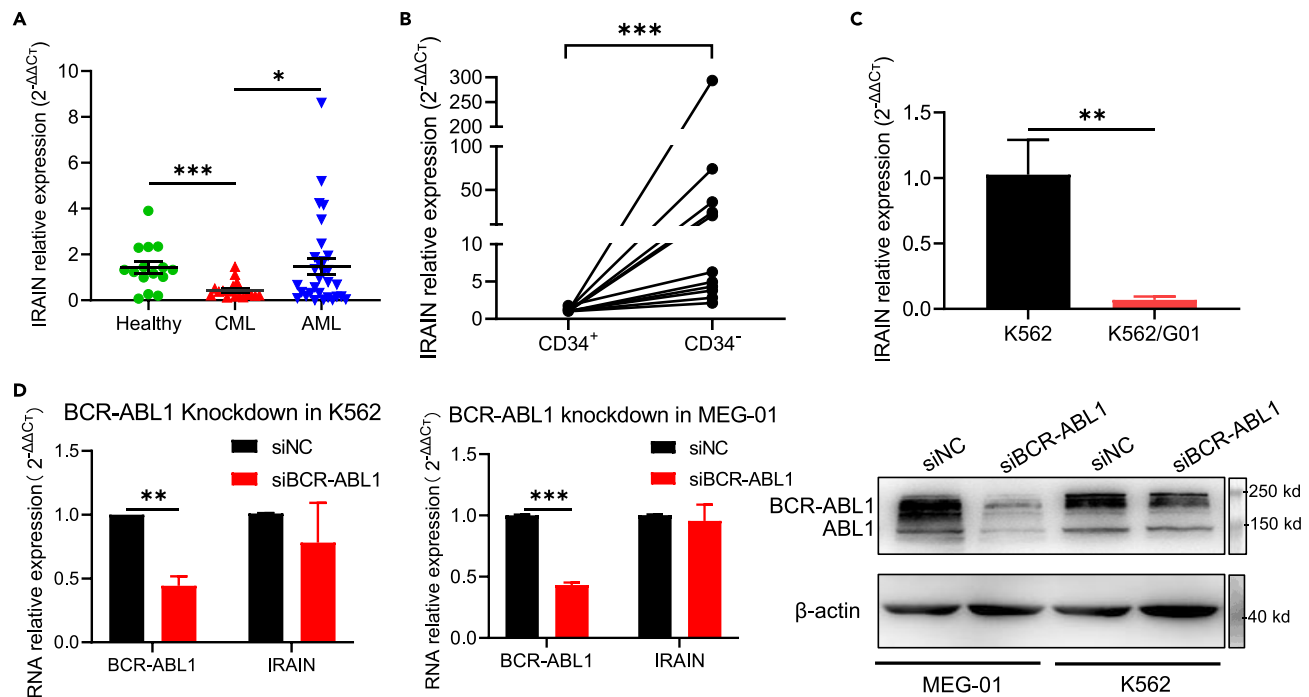 A
IRAIN relative expression (2^-ΔΔCT)
10
8
6
4
2
0
***
*
Healthy
CML
AML
B
IRAIN relative expression (2^-ΔΔCT)
300
250
200
150
100
100
50
10
5
0
***
CD34+
CD34-
C
IRAIN relative expression (2^-ΔΔCT)
1.5
1.0
0.5
0.0
**
K562
K562/G01
D
BCR-ABL1 Knockdown in K562
RNA relative expression ( 2^-ΔΔCT)
1.5
1.0
0.5
0.0
siNC
siBCR-ABL1
**
BCR-ABL1
IRAIN
BCR-ABL1 knockdown in MEG-01
RNA relative expression ( 2^-ΔΔCT)
1.5
1.0
0.5
0.0
siNC
siBCR-ABL1
***
BCR-ABL1
IRAIN
siNC
siBCR-ABL1
siNC
siBCR-ABL1
BCR-ABL1
ABL1
250 kd
150 kd
β-actin
40 kd
MEG-01
K562